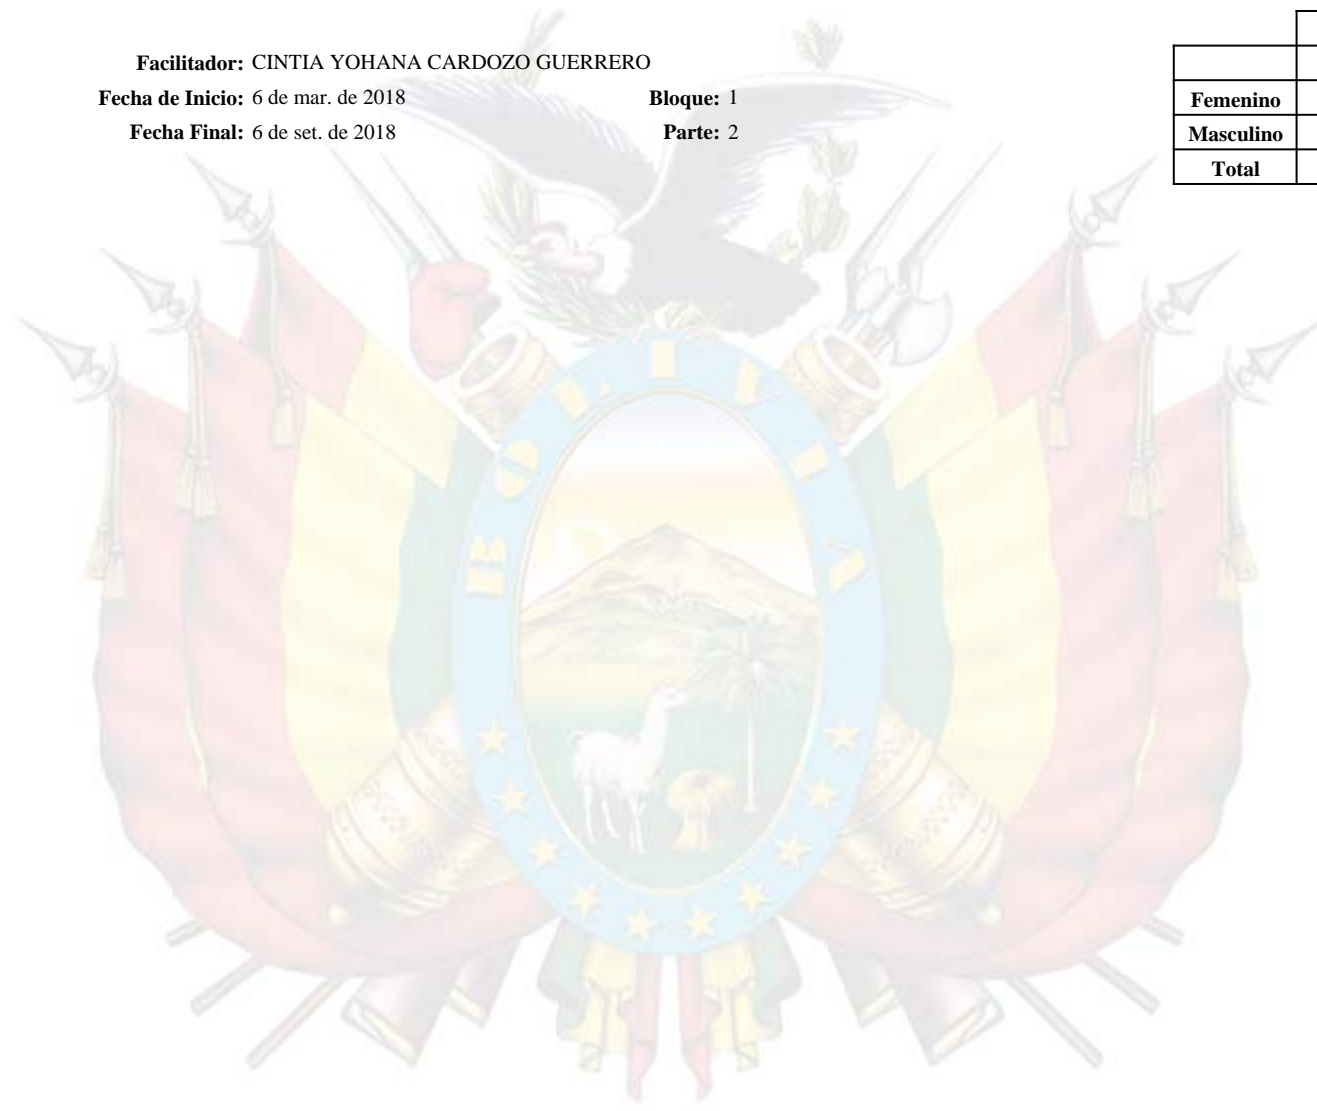 Facilitador: CINTIA YOHANA CARDOZO GUERRERO
Fecha de Inicio: 6 de mar. de 2018 Bloque: 1
Fecha Final: 6 de set. de 2018 Parte: 2
Femenino
Masculino
Total
BOLIVIA